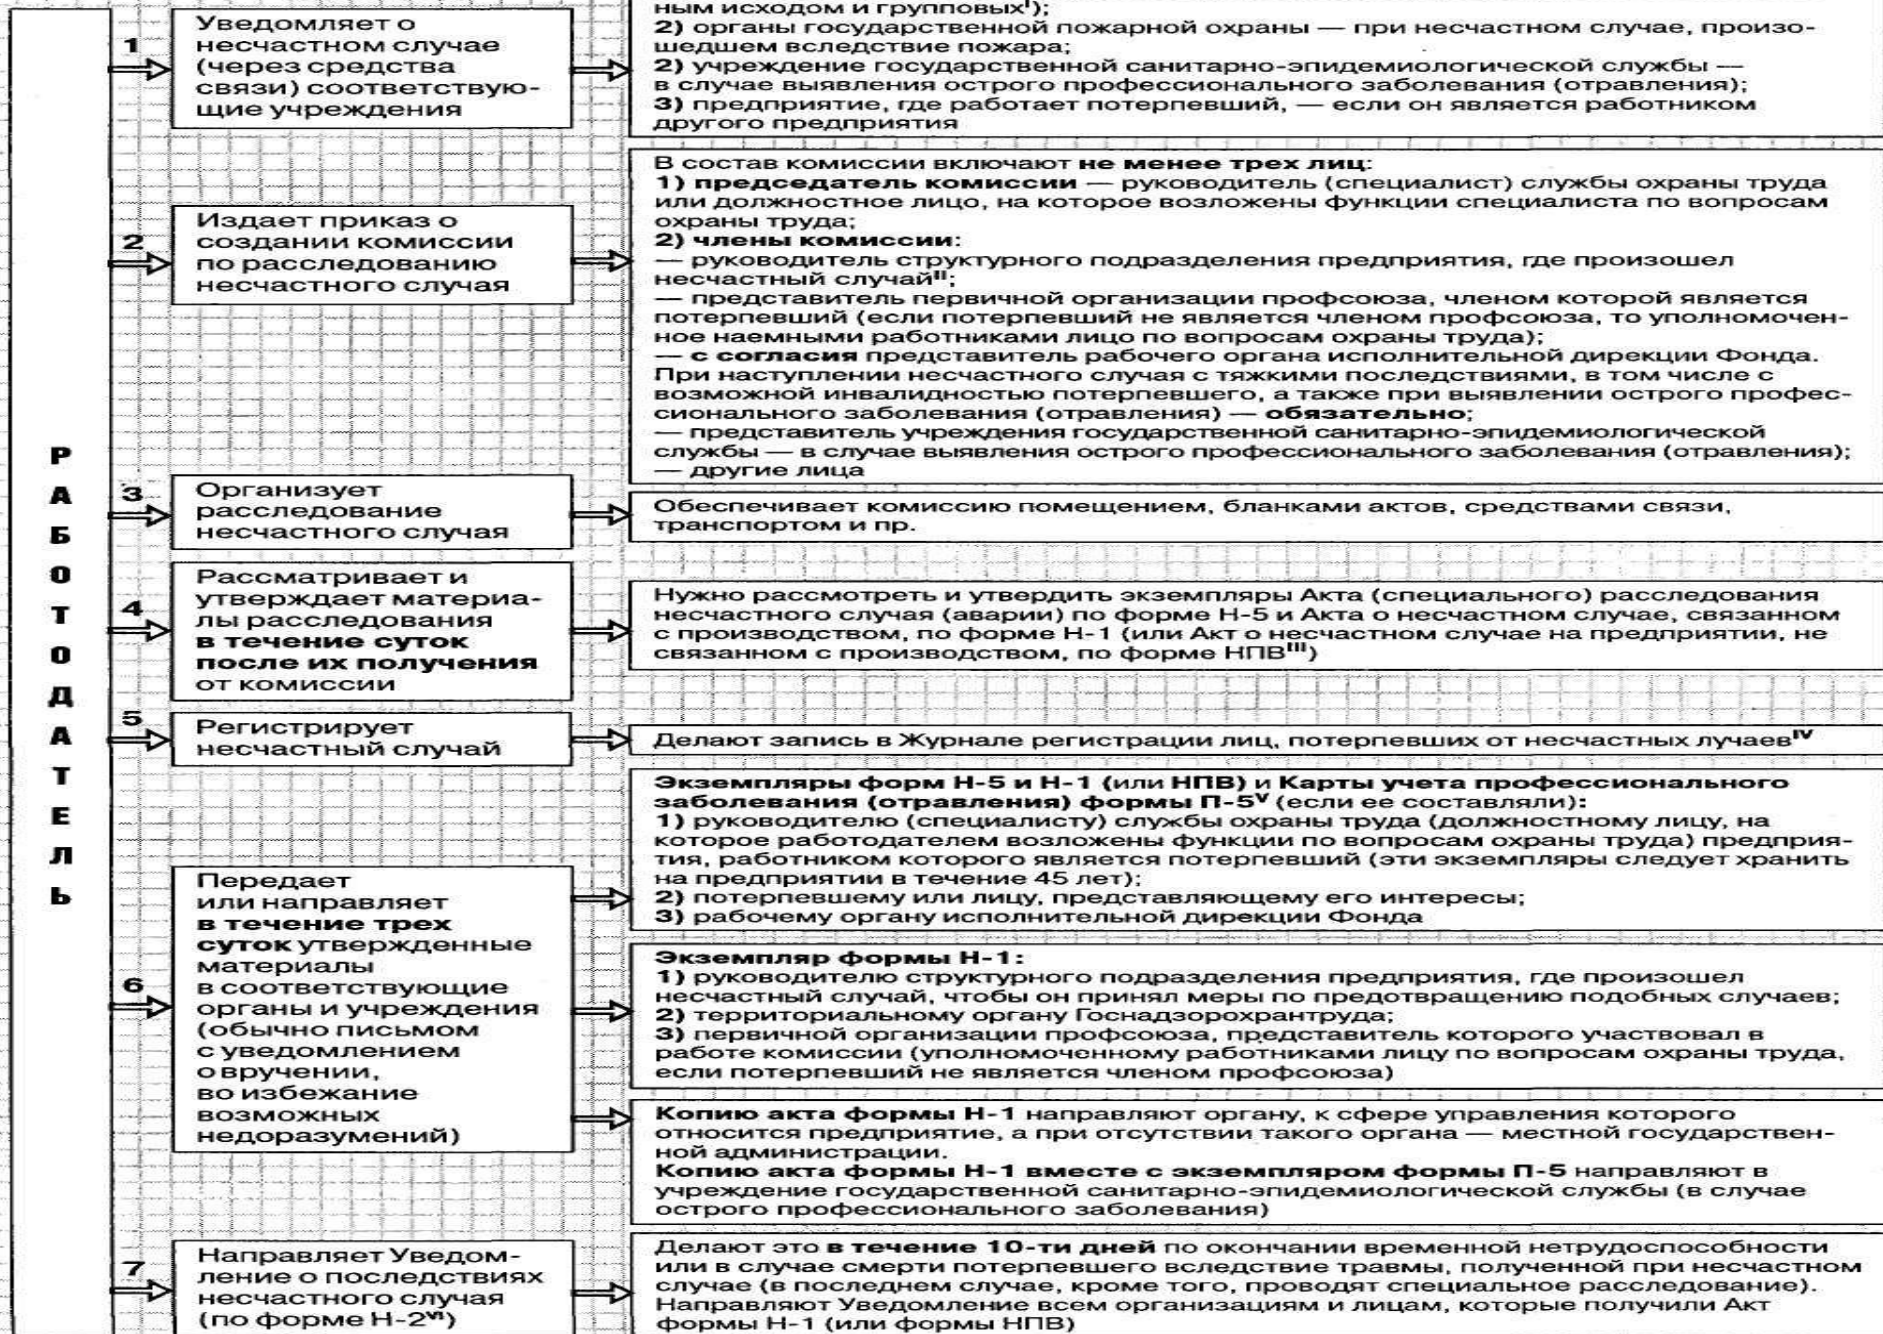 РАБОТОДАТЕЛЬ
1
Уведомляет о
несчастном случае
(через средства
связи) соответствую-
щие учреждения
ным исходом и групповыхI);
2) органы государственной пожарной охраны — при несчастном случае, произо-
шедшем вследствие пожара;
2) учреждение государственной санитарно-эпидемиологической службы —
в случае выявления острого профессионального заболевания (отравления);
3) предприятие, где работает потерпевший, — если он является работником
другого предприятия
2
Издает приказ о
создании комиссии
по расследованию
несчастного случая
В состав комиссии включают не менее трех лиц:
1) председатель комиссии — руководитель (специалист) службы охраны труда
или должностное лицо, на которое возложены функции специалиста по вопросам
охраны труда;
2) члены комиссии:
— руководитель структурного подразделения предприятия, где произошел
несчастный случайII;
— представитель первичной организации профсоюза, членом которой является
потерпевший (если потерпевший не является членом профсоюза, то уполномочен-
ное наемными работниками лицо по вопросам охраны труда);
— с согласия представитель рабочего органа исполнительной дирекции Фонда.
При наступлении несчастного случая с тяжкими последствиями, в том числе с
возможной инвалидностью потерпевшего, а также при выявлении острого профес-
сионального заболевания (отравления) — обязательно;
— представитель учреждения государственной санитарно-эпидемиологической
службы — в случае выявления острого профессионального заболевания (отравления);
— другие лица
3
Организует
расследование
несчастного случая
Обеспечивает комиссию помещением, бланками актов, средствами связи,
транспортом и пр.
4
Рассматривает и
утверждает материа-
лы расследования
в течение суток
после их получения
от комиссии
Нужно рассмотреть и утвердить экземпляры Акта (специального) расследования
несчастного случая (аварии) по форме Н-5 и Акта о несчастном случае, связанном
с производством, по форме Н-1 (или Акт о несчастном случае на предприятии, не
связанном с производством, по форме НПВIII)
5
Регистрирует
несчастный случай
Делают запись в Журнале регистрации лиц, потерпевших от несчастных лучаевIV
6
Передает
или направляет
в течение трех
суток утвержденные
материалы
в соответствующие
органы и учреждения
(обычно письмом
с уведомлением
о вручении,
во избежание
возможных
недоразумений)
Экземпляры форм Н-5 и Н-1 (или НПВ) и Карты учета профессионального
заболевания (отравления) формы П-5V (если ее составляли):
1) руководителю (специалисту) службы охраны труда (должностному лицу, на
которое работодателем возложены функции по вопросам охраны труда) предприя-
тия, работником которого является потерпевший (эти экземпляры следует хранить
на предприятии в течение 45 лет);
2) потерпевшему или лицу, представляющему его интересы;
3) рабочему органу исполнительной дирекции Фонда
Экземпляр формы Н-1:
1) руководителю структурного подразделения предприятия, где произошел
несчастный случай, чтобы он принял меры по предотвращению подобных случаев;
2) территориальному органу Госнадзорохрантруда;
3) первичной организации профсоюза, представитель которого участвовал в
работе комиссии (уполномоченному работниками лицу по вопросам охраны труда,
если потерпевший не является членом профсоюза)
Копию акта формы Н-1 направляют органу, к сфере управления которого
относится предприятие, а при отсутствии такого органа — местной государствен-
ной администрации.
Копию акта формы Н-1 вместе с экземпляром формы П-5 направляют в
учреждение государственной санитарно-эпидемиологической службы (в случае
острого профессионального заболевания)
7
Направляет Уведом-
ление о последствиях
несчастного случая
(по форме Н-2VI)
Делают это в течение 10-ти дней по окончании временной нетрудоспособности
или в случае смерти потерпевшего вследствие травмы, полученной при несчастном
случае (в последнем случае, кроме того, проводят специальное расследование).
Направляют Уведомление всем организациям и лицам, которые получили Акт
формы Н-1 (или формы НПВ)